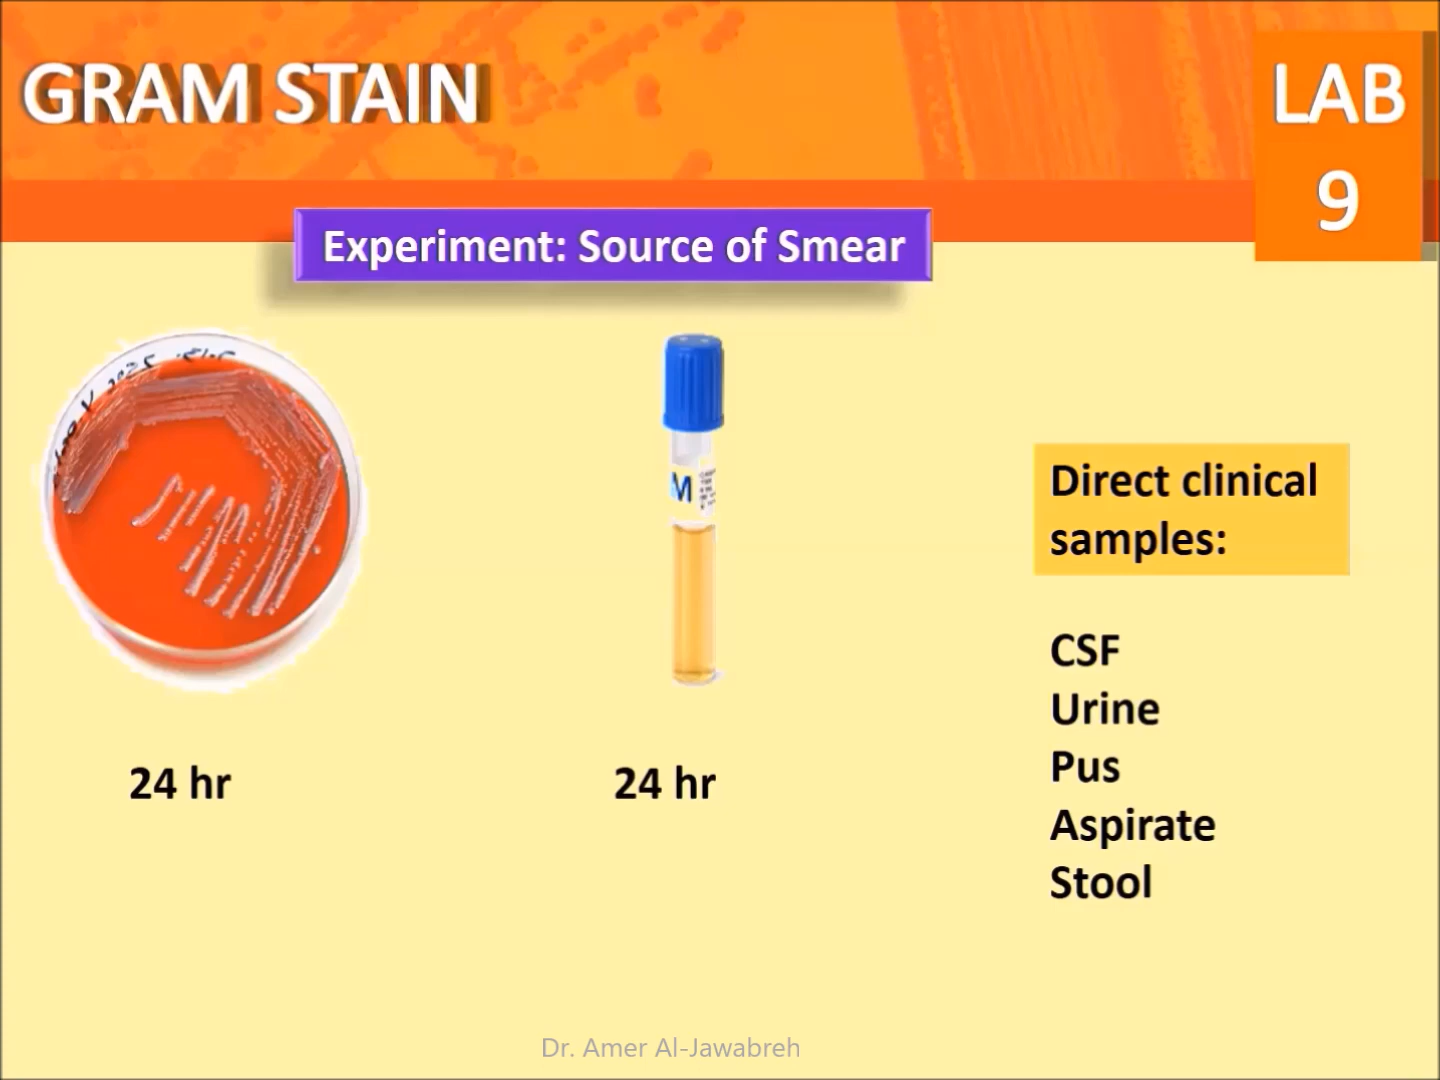 GRAM STAIN
LAB
9
Experiment: Source of Smear
M
24 hr
24 hr
Direct clinical
samples:
CSF
Urine
Pus
Aspirate
Stool
Dr. Amer Al-Jawabreh